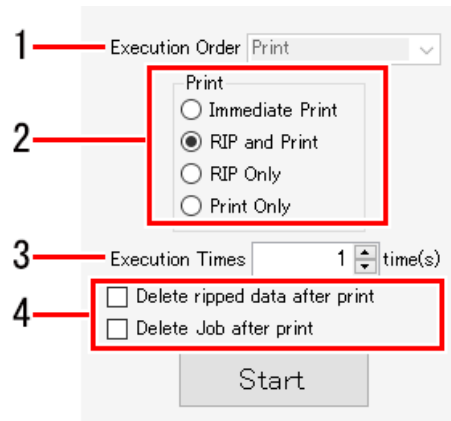 1 Execution Order Print
Print
Immediate Print
2 RIP and Print
RIP Only
Print Only
3 Execution Times 1 time(s)
Delete ripped data after print
4
Delete Job after print
Start